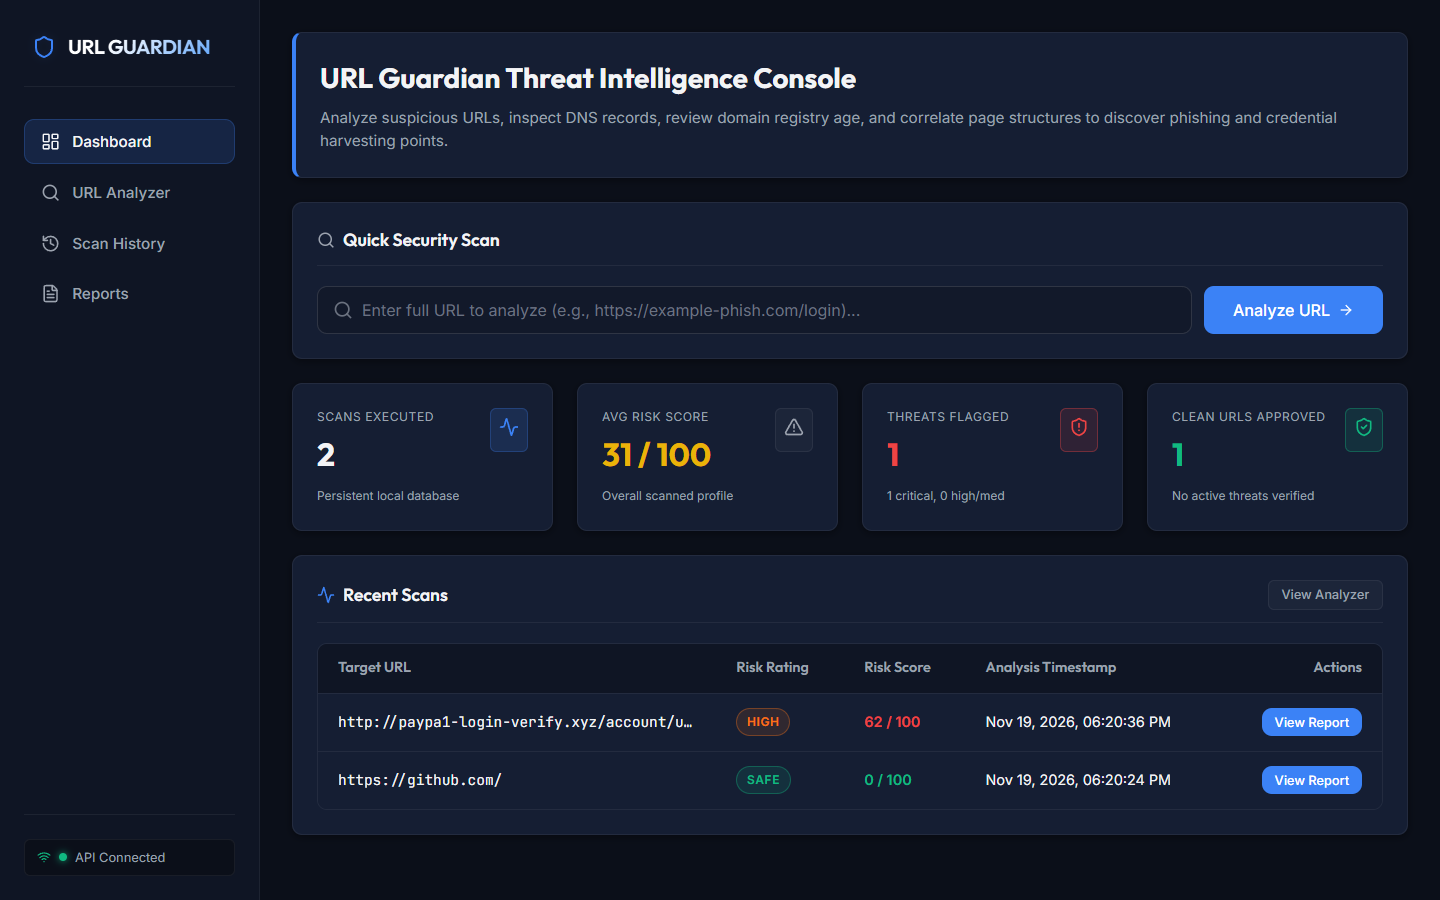 URL GUARDIAN
Dashboard
URL Analyzer
Scan History
Reports
API Connected
URL Guardian Threat Intelligence Console
Analyze suspicious URLs, inspect DNS records, review domain registry age, and correlate page structures to discover phishing and credential
harvesting points.
Quick Security Scan
Enter full URL to analyze (e.g., https://example-phish.com/login)...
Analyze URL →
SCANS EXECUTED
2
Persistent local database
AVG RISK SCORE
31 / 100
Overall scanned profile
THREATS FLAGGED
1
1 critical, 0 high/med
CLEAN URLS APPROVED
1
No active threats verified
Recent Scans
View Analyzer
Target URL Risk Rating Risk Score Analysis Timestamp Actions
http://paypa1-login-verify.xyz/account/u… HIGH 62 / 100 Nov 19, 2026, 06:20:36 PM View Report
https://github.com/ SAFE 0 / 100 Nov 19, 2026, 06:20:24 PM View Report